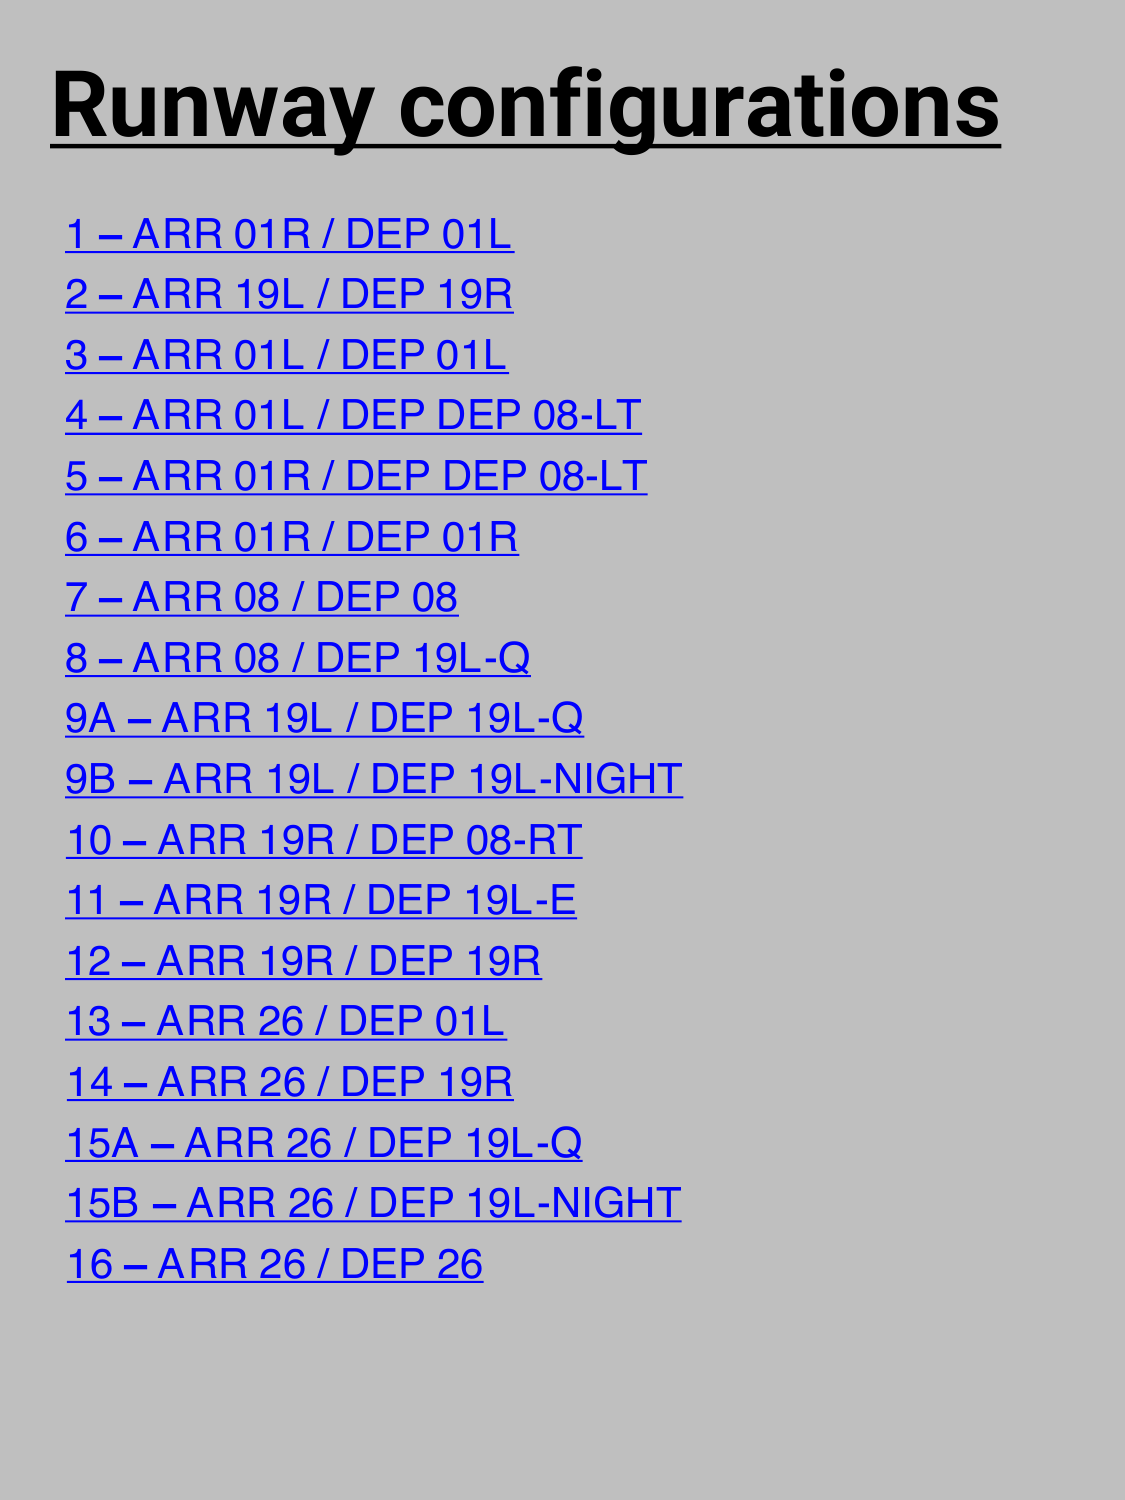 Runway configurations
1 – ARR 01R / DEP 01L
2 – ARR 19L / DEP 19R
3 – ARR 01L / DEP 01L
4 – ARR 01L / DEP DEP 08-LT
5 – ARR 01R / DEP DEP 08-LT
6 – ARR 01R / DEP 01R
7 – ARR 08 / DEP 08
8 – ARR 08 / DEP 19L-Q
9A – ARR 19L / DEP 19L-Q
9B – ARR 19L / DEP 19L-NIGHT
10 – ARR 19R / DEP 08-RT
11 – ARR 19R / DEP 19L-E
12 – ARR 19R / DEP 19R
13 – ARR 26 / DEP 01L
14 – ARR 26 / DEP 19R
15A – ARR 26 / DEP 19L-Q
15B – ARR 26 / DEP 19L-NIGHT
16 – ARR 26 / DEP 26